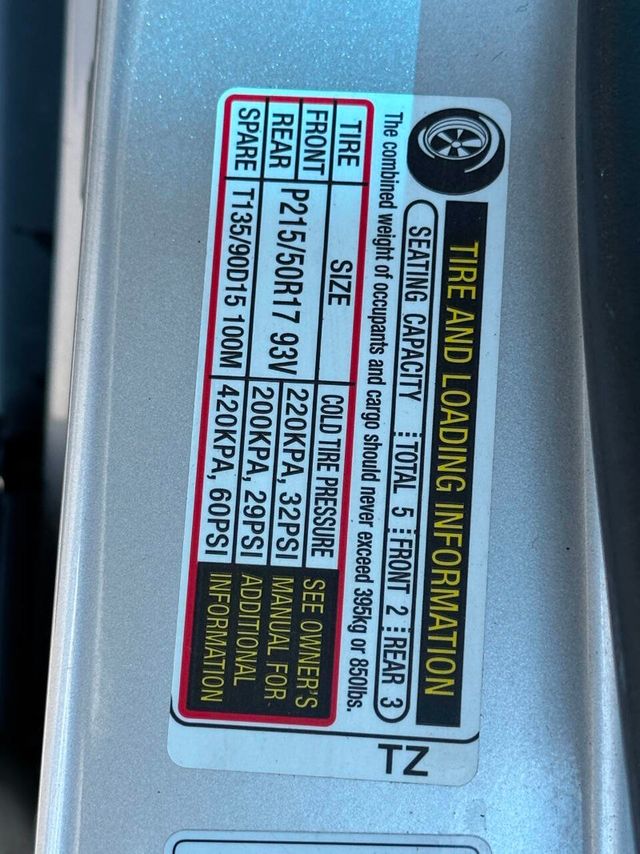 TIRE AND LOADING INFORMATION
SEATING CAPACITY TOTAL 5 FRONT 2 REAR 3
The combined weight of occupants and cargo should never exceed 395kg or 850lbs.
TIRE SIZE COLD TIRE PRESSURE
FRONT P215/50R17 93V 220KPA, 32PSI
REAR 200KPA, 29PSI
SPARE T135/90D15 100M 420KPA, 60PSI
SEE OWNER'S
MANUAL FOR
ADDITIONAL
INFORMATION
TZ